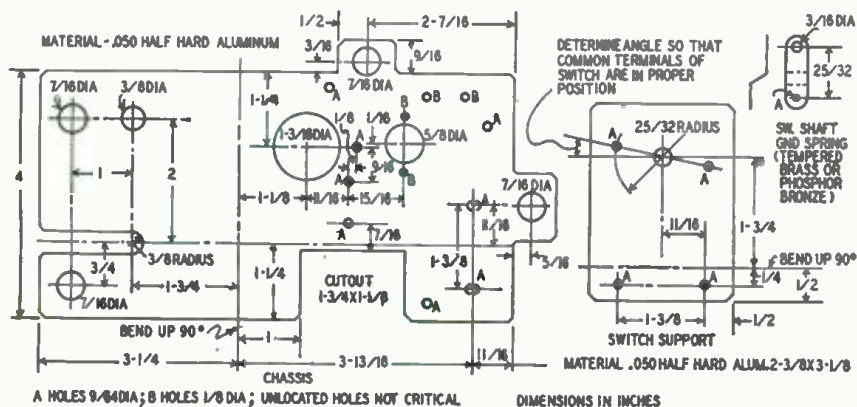 MATERIAL - .050 HALF HARD ALUMINUM
1/2
2-7/16
3/16
9/16
7/16 DIA
7/16 DIA
3/8 DIA
1-1/4
A
B
B
A
1/8
1/16
B
1-3/16 DIA
A
5/8 DIA
4
1
2
9/16
A
B
1-1/8
11/16
15/16
7/16 DIA
A
11/16
A
7/16
3/8 RADIUS
3/4
1-3/4
1-1/4
1-3/8
5/16
7/16 DIA
CUTOUT
1-3/4 X 1-1/8
A
A
BEND UP 90°
1
3-1/4
3-13/16
11/16
CHASSIS
A HOLES 9/64 DIA; B HOLES 1/8 DIA; UNLOCATED HOLES NOT CRITICAL
DETERMINE ANGLE SO THAT
COMMON TERMINALS OF
SWITCH ARE IN PROPER
POSITION
3/16 DIA
25/32
A
SW. SHAFT
GND SPRING
(TEMPERED
BRASS OR
PHOSPHOR
BRONZE)
25/32 RADIUS
A
A
11/16
1-3/4
BEND UP 90°
A
A
1/4
1/2
1-3/8
1/2
SWITCH SUPPORT
MATERIAL .050 HALF HARD ALUM. 2-3/8 X 3-1/8
DIMENSIONS IN INCHES